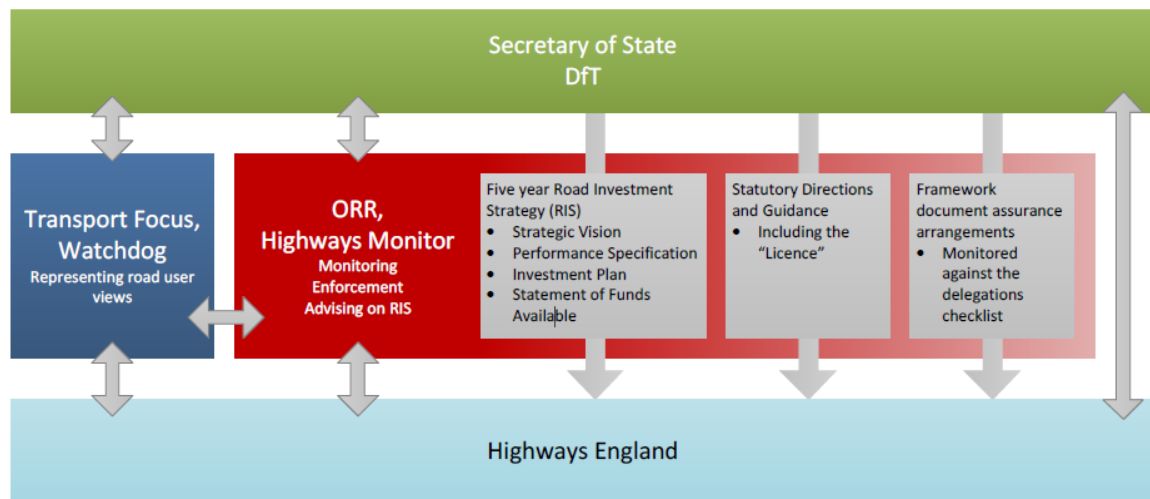 Secretary of State
DfT
Transport Focus,
Watchdog
Representing road user
views
ORR,
Highways Monitor
Monitoring
Enforcement
Advising on RIS
Five year Road Investment
Strategy (RIS)
• Strategic Vision
• Performance Specification
• Investment Plan
• Statement of Funds
Available
Statutory Directions
and Guidance
• Including the
“Licence”
Framework
document assurance
arrangements
• Monitored
against the
delegations
checklist
Highways England